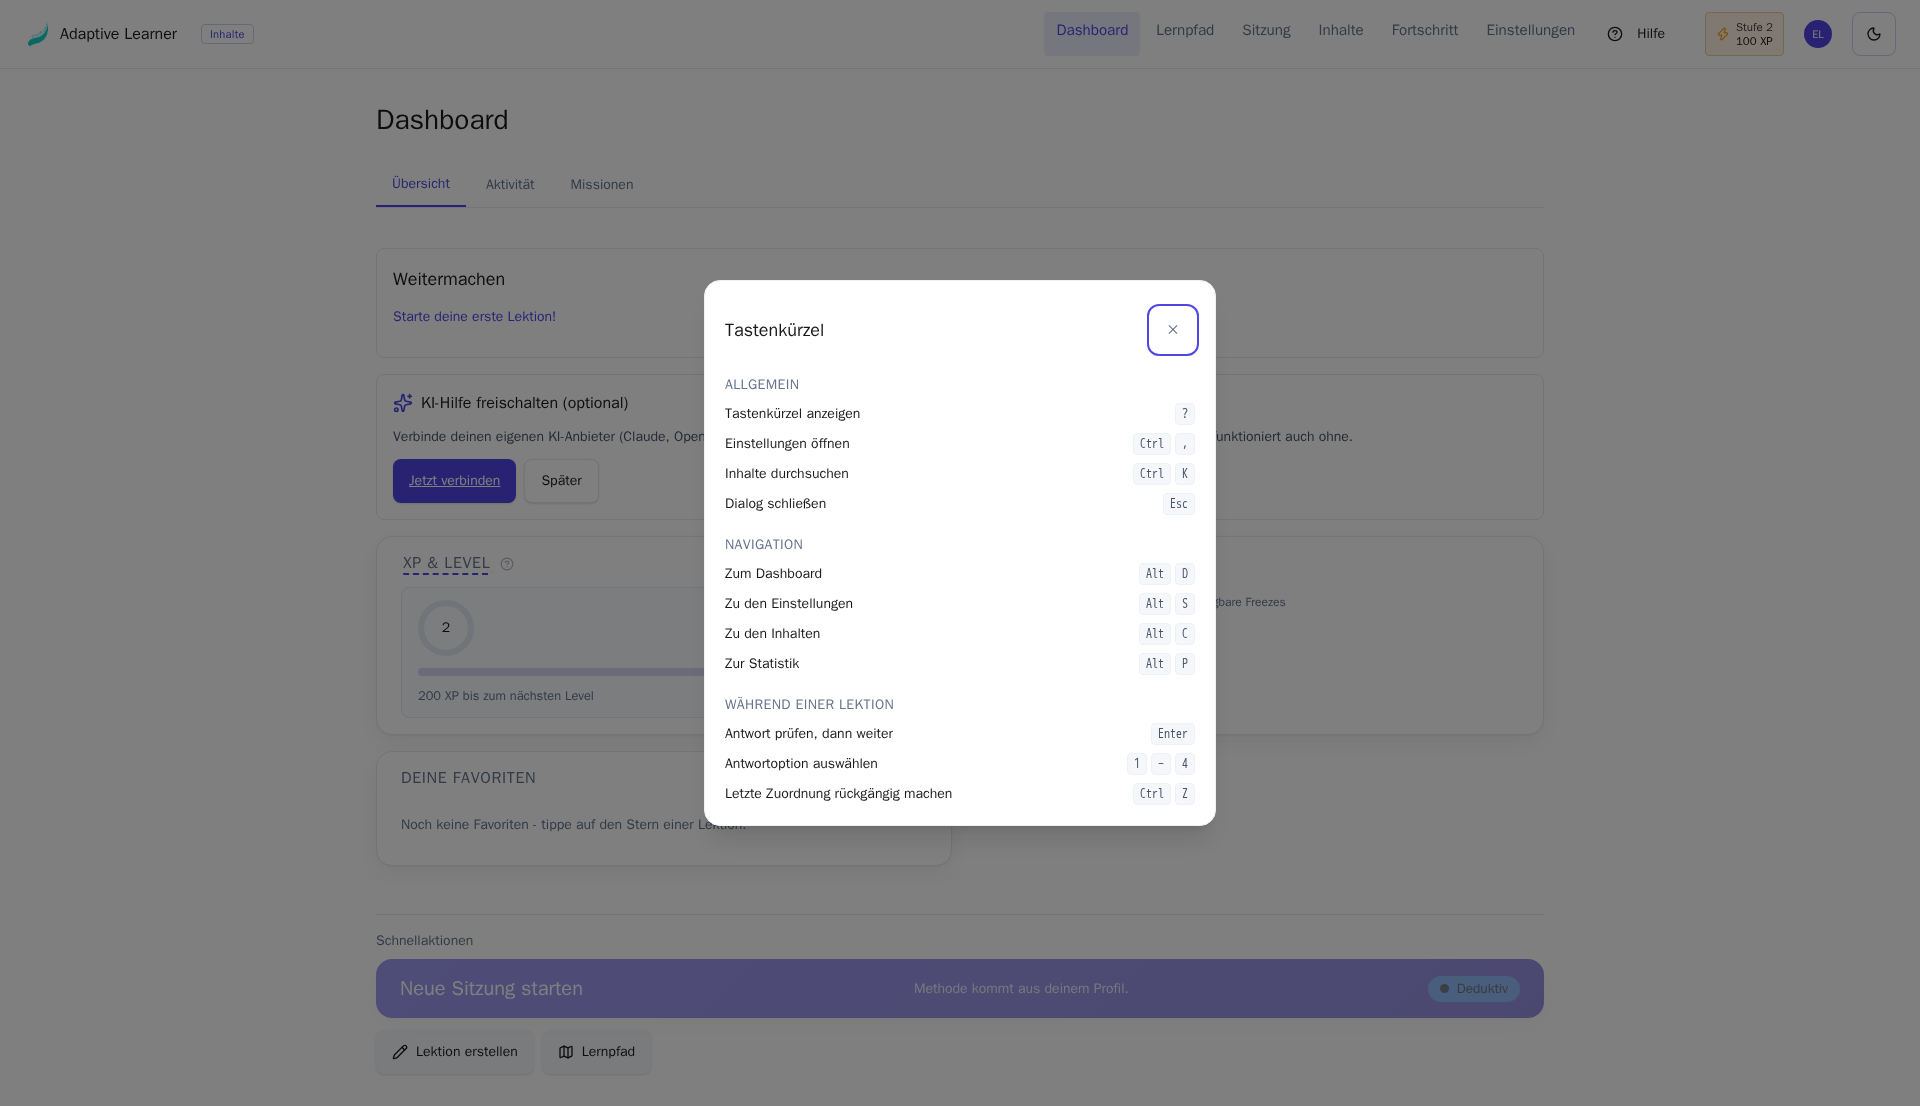 Adaptive Learner
Inhalte
Dashboard
Lernpfad
Sitzung
Inhalte
Fortschritt
Einstellungen
Hilfe
Stufe 2
100 XP
EL
Dashboard
Übersicht
Aktivität
Missionen
Weitermachen
Starte deine erste Lektion!
KI-Hilfe freischalten (optional)
Verbinde deinen eigenen KI-Anbieter (Claude, auch ohne.
Jetzt verbinden
Später
XP & LEVEL
2
200 XP bis zum nächsten Level
Freezes
DEINE FAVORITEN
Noch keine Favoriten - tippe auf den Stern einer Lektion.
Tastenkürzel
ALLGEMEIN
Tastenkürzel anzeigen ?
Einstellungen öffnen Ctrl ,
Inhalte durchsuchen Ctrl K
Dialog schließen Esc
NAVIGATION
Zum Dashboard Alt D
Zu den Einstellungen Alt S
Zu den Inhalten Alt C
Zur Statistik Alt P
WÄHREND EINER LEKTION
Antwort prüfen, dann weiter Enter
Antwortoption auswählen 1 – 4
Letzte Zuordnung rückgängig machen Ctrl Z
Schnellaktionen
Neue Sitzung starten
Methode kommt aus deinem Profil.
Deduktiv
Lektion erstellen
Lernpfad